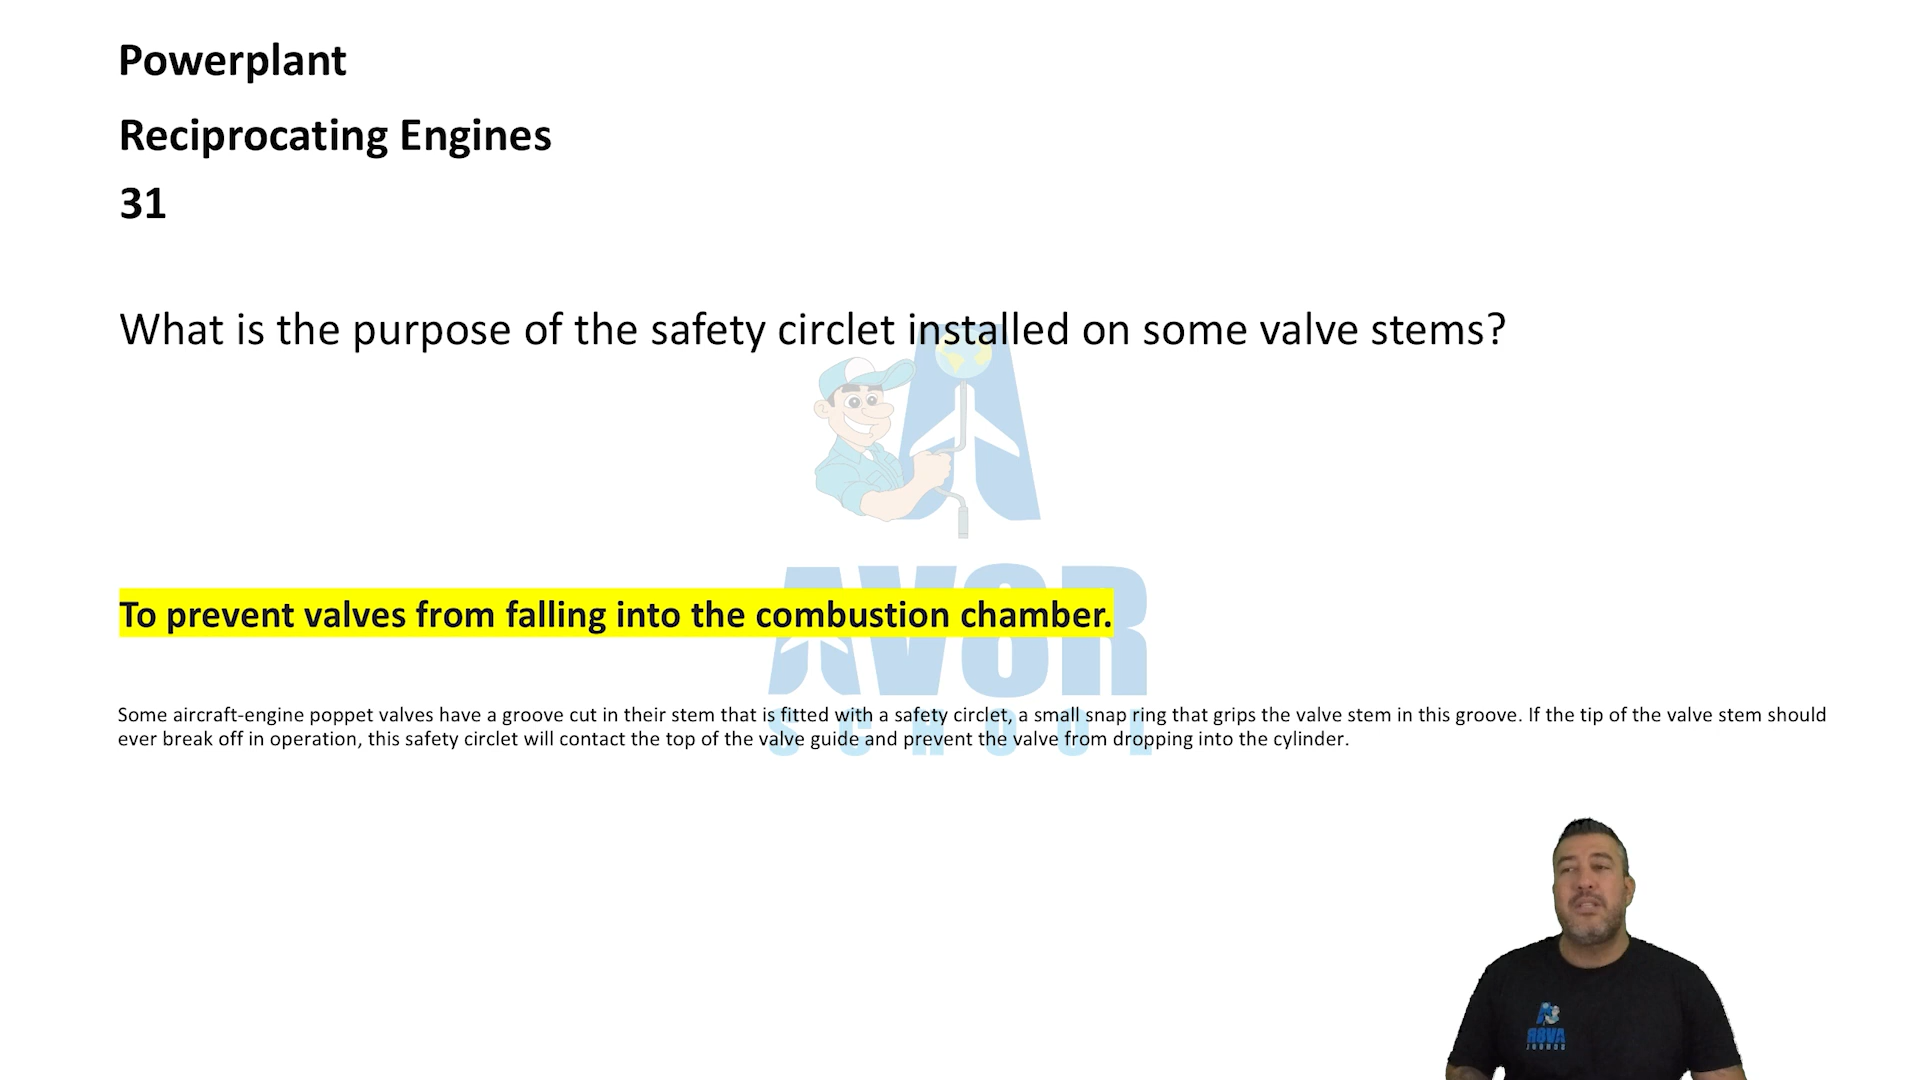 Powerplant
Reciprocating Engines
31
What is the purpose of the safety circlet installed on some valve stems?
To prevent valves from falling into the combustion chamber.
AV8R
SCHOOL
Some aircraft-engine poppet valves have a groove cut in their stem that is fitted with a safety circlet, a small snap ring that grips the valve stem in this groove. If the tip of the valve stem should
ever break off in operation, this safety circlet will contact the top of the valve guide and prevent the valve from dropping into the cylinder.